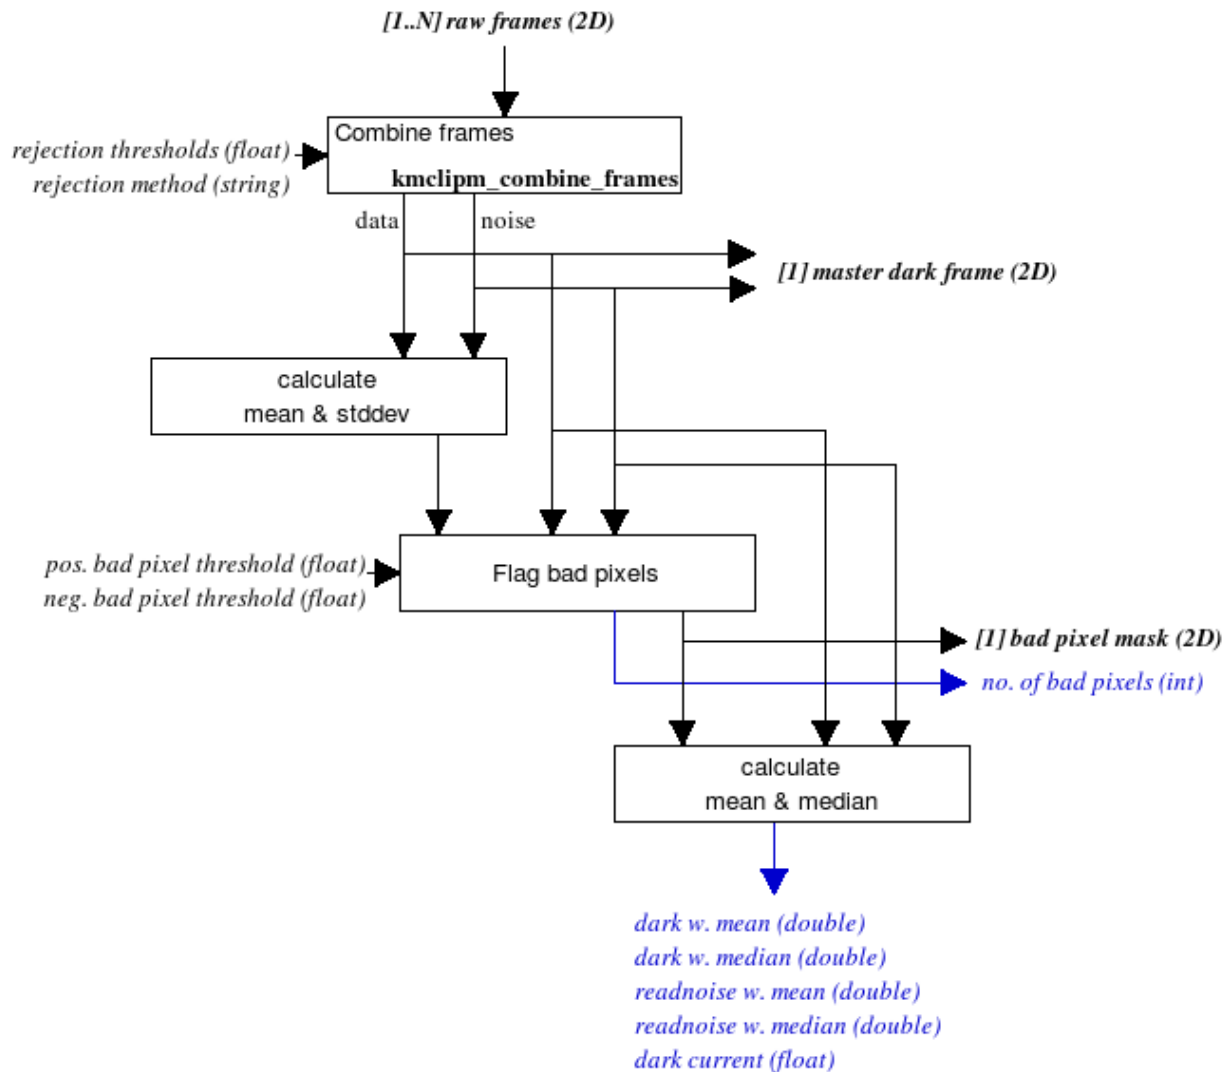 [1..N] raw frames (2D)
Combine frames
rejection thresholds (float)
rejection method (string)
kmclipm_combine_frames
data
noise
[1] master dark frame (2D)
calculate
mean & stddev
pos. bad pixel threshold (float)
neg. bad pixel threshold (float)
Flag bad pixels
[1] bad pixel mask (2D)
no. of bad pixels (int)
calculate
mean & median
dark w. mean (double)
dark w. median (double)
readnoise w. mean (double)
readnoise w. median (double)
dark current (float)